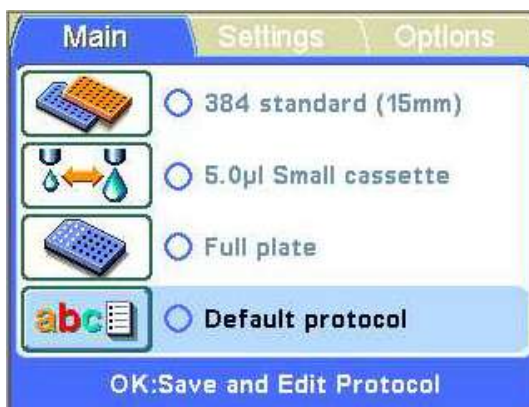 Main Settings Options
384 standard (15mm)
5.0µl Small cassette
Full plate
abc Default protocol
OK:Save and Edit Protocol